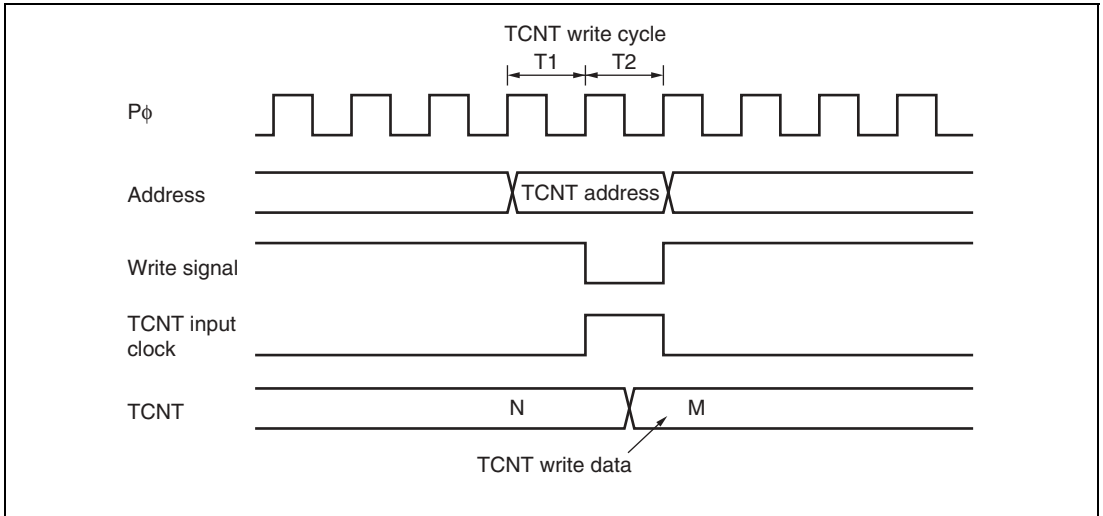 TCNT write cycle
T1 T2
Pϕ
Address
TCNT address
Write signal
TCNT input
clock
TCNT
N
M
TCNT write data